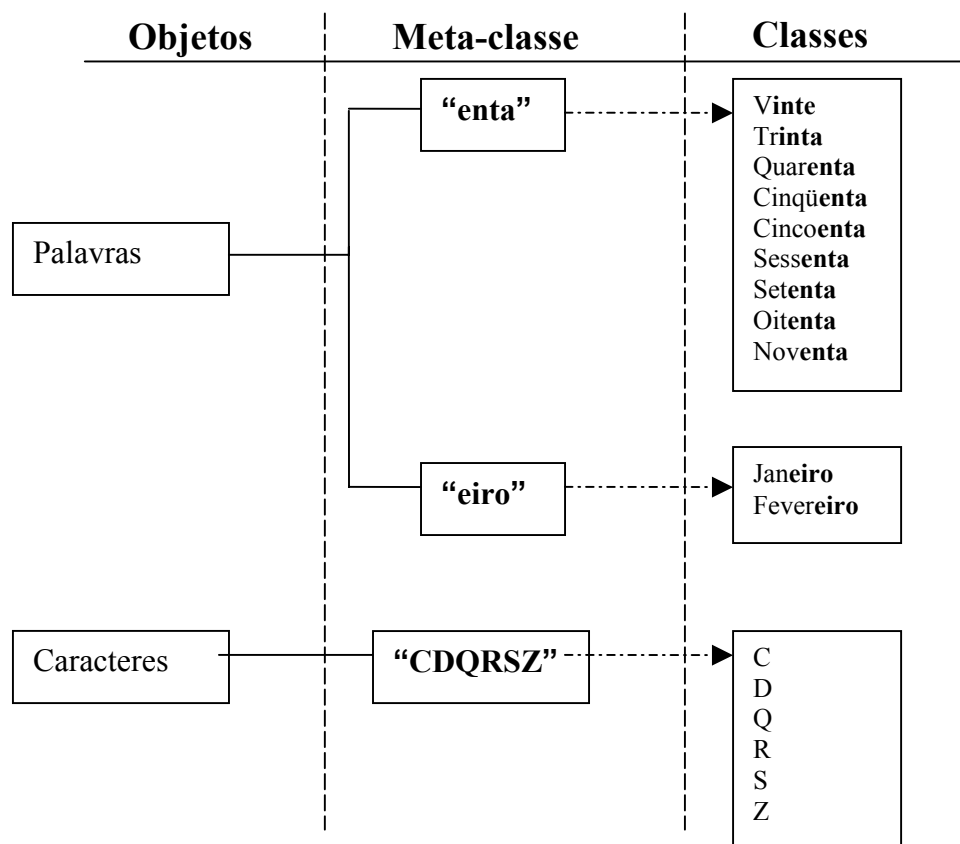 Objetos Meta-classe Classes
“enta”
Vinte
Trinta
Quarenta
Cinqüenta
Cincoenta
Sessenta
Setenta
Oitenta
Noventa
Palavras
“eiro”
Janeiro
Fevereiro
Caracteres
“CDQRSZ”
C
D
Q
R
S
Z